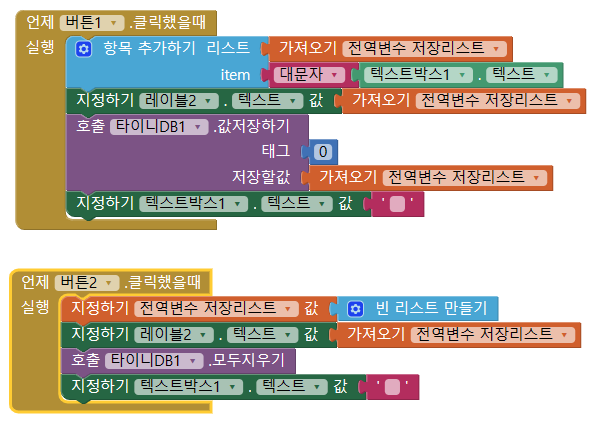 언제 버튼1 .클릭했을때
실행 항목 추가하기 리스트 가져오기 전역변수 저장리스트
item 대문자 텍스트박스1 . 텍스트
지정하기 레이블2 . 텍스트 값 가져오기 전역변수 저장리스트
호출 타이니DB1 .값저장하기
태그 0
저장할값 가져오기 전역변수 저장리스트
지정하기 텍스트박스1 . 텍스트 값 ' '
언제 버튼2 .클릭했을때
실행 지정하기 전역변수 저장리스트 값 빈 리스트 만들기
지정하기 레이블2 . 텍스트 값 가져오기 전역변수 저장리스트
호출 타이니DB1 .모두지우기
지정하기 텍스트박스1 . 텍스트 값 ' '